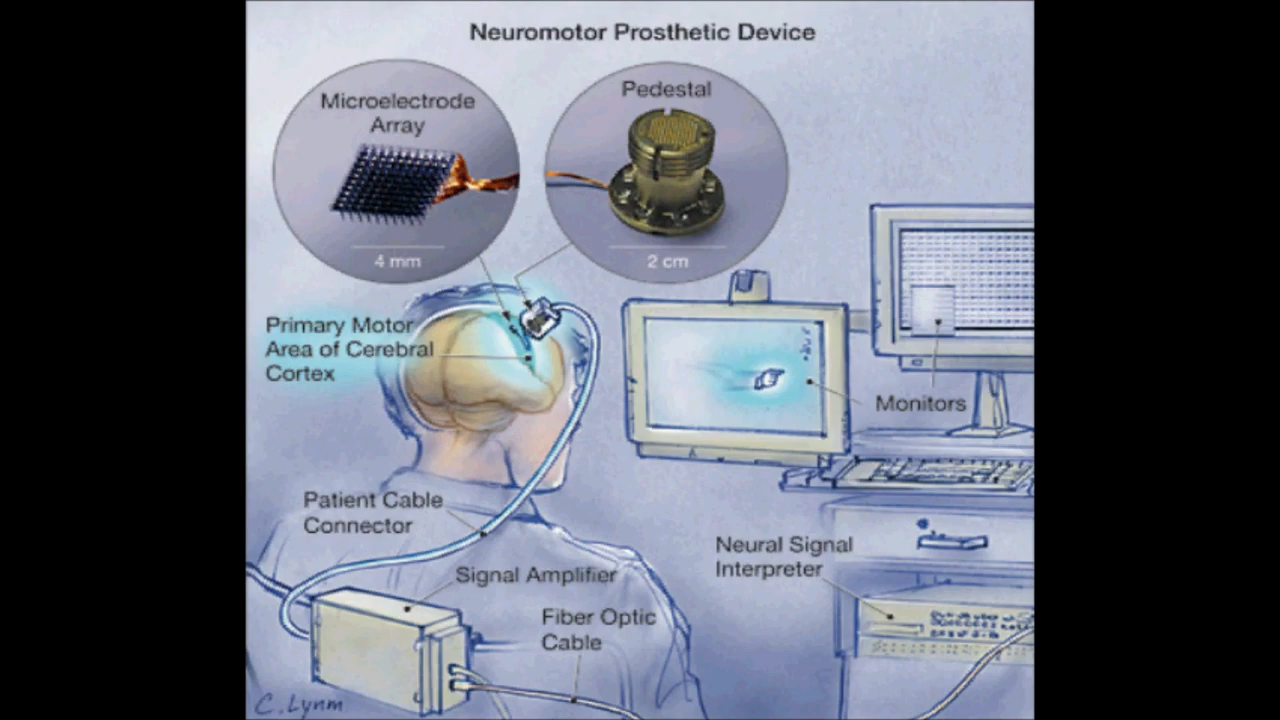 Neuromotor Prosthetic Device
Microelectrode
Array
4 mm
Pedestal
2 cm
Primary Motor
Area of Cerebral
Cortex
Monitors
Patient Cable
Connector
Neural Signal
Interpreter
Signal Amplifier
Fiber Optic
Cable
C. Lynm